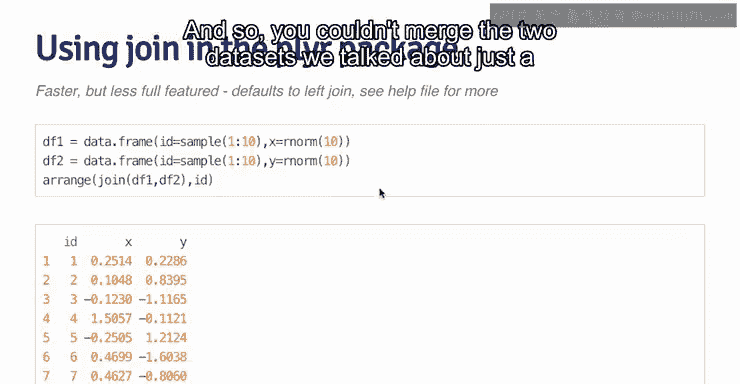 And so, you couldn't merge the two
datasets we talked about just a
Using join in the plyr package
Faster, but less full featured - defaults to left join, see help file for more
df1 = data.frame(id=sample(1:10),x=rnorm(10))
df2 = data.frame(id=sample(1:10),y=rnorm(10))
arrange(join(df1,df2),id)
id x y
1 1 0.2514 0.2286
2 2 0.1048 0.8395
3 3 -0.1230 -1.1165
4 4 1.5057 -0.1121
5 5 -0.2505 1.2124
6 6 0.4699 -1.6038
7 7 0.4627 -0.8060